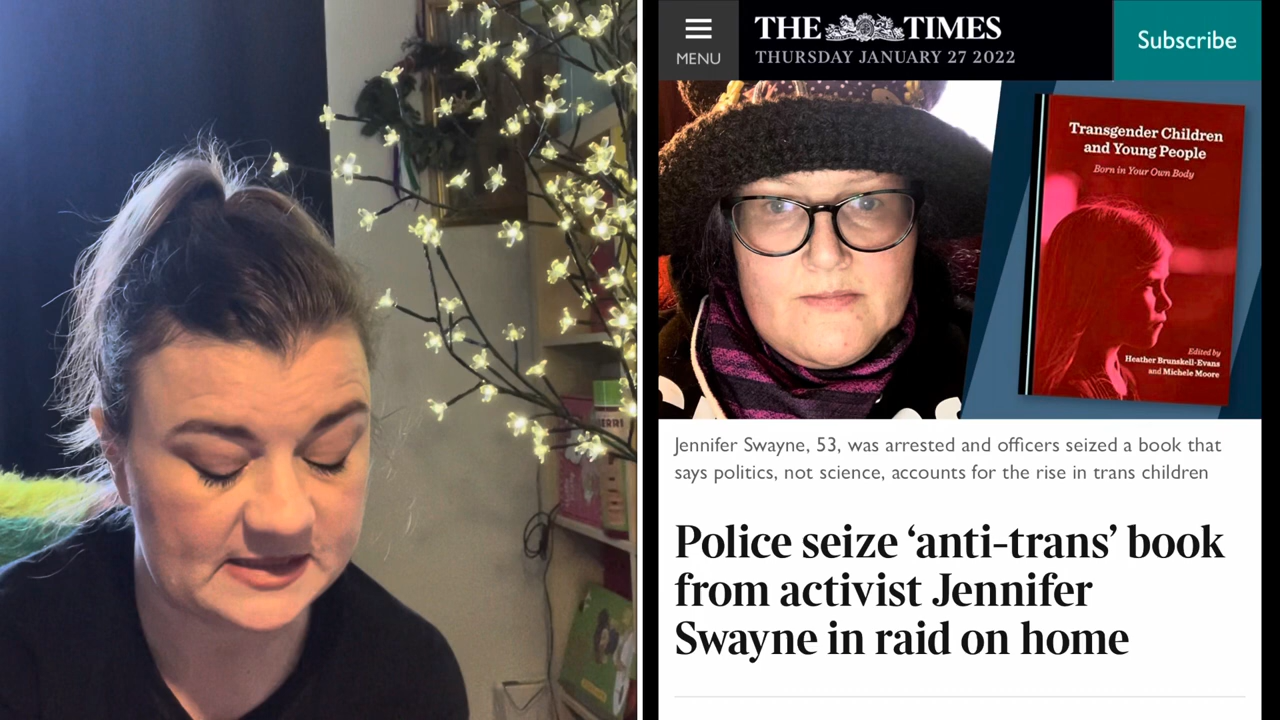 MENU
THE TIMES
THURSDAY JANUARY 27 2022
Subscribe
Transgender Children
and Young People
Born in Your Own Body
Edited by
Heather Brunskell-Evans
and Michele Moore
Jennifer Swayne, 53, was arrested and officers seized a book that
says politics, not science, accounts for the rise in trans children
Police seize ‘anti-trans’ book
from activist Jennifer
Swayne in raid on home